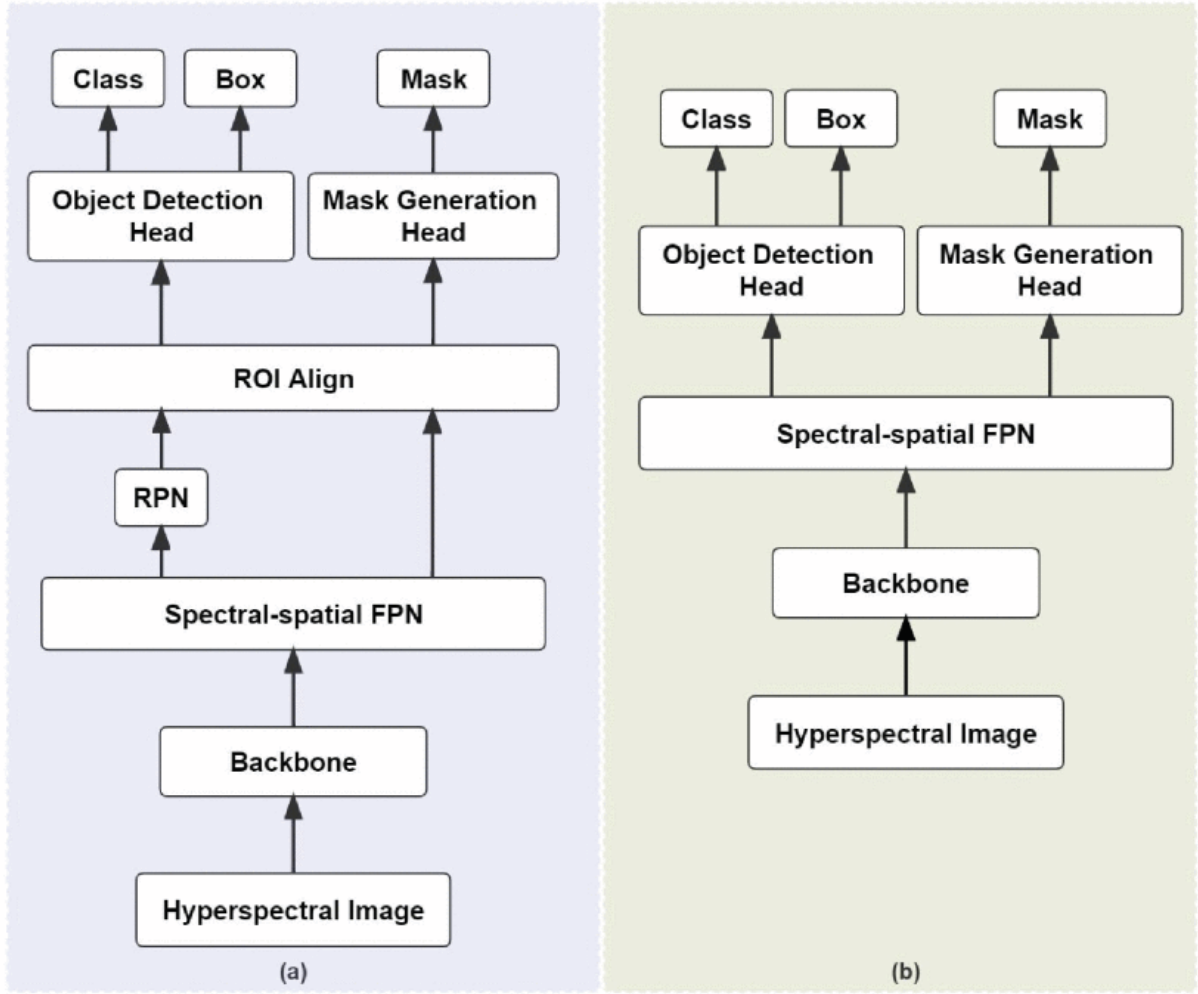 Class
Box
Mask
Object Detection
Head
Mask Generation
Head
ROI Align
RPN
Spectral-spatial FPN
Backbone
Hyperspectral Image
(a)
Class
Box
Mask
Object Detection
Head
Mask Generation
Head
Spectral-spatial FPN
Backbone
Hyperspectral Image
(b)